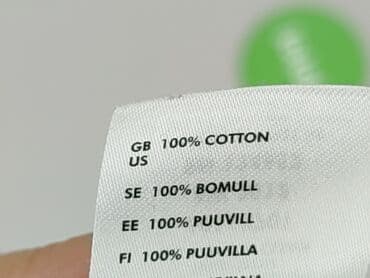 GB 100% COTTON
US
SE 100% BOMULL
EE 100% PUUVILL
FI 100% PUUVILLA